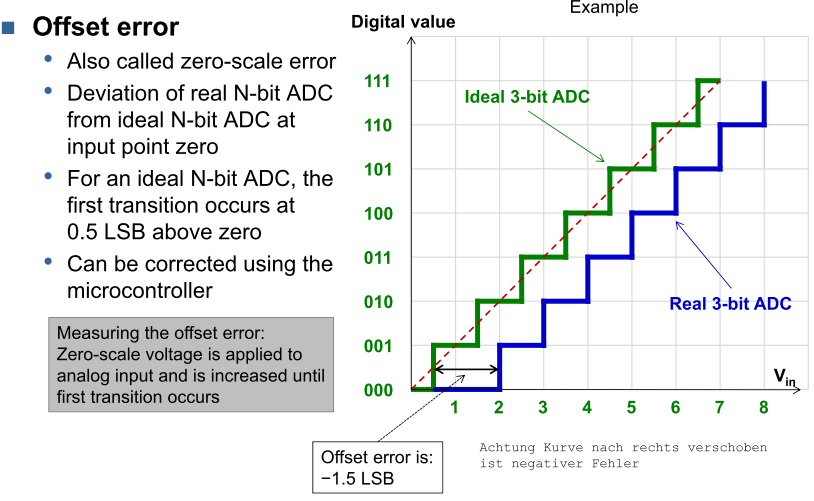 Example
Offset error
Also called zero-scale error
Deviation of real N-bit ADC
from ideal N-bit ADC at
input point zero
For an ideal N-bit ADC, the
first transition occurs at
0.5 LSB above zero
Can be corrected using the
microcontroller
Measuring the offset error:
Zero-scale voltage is applied to
analog input and is increased until
first transition occurs
Digital value
111
110
101
100
011
010
001
000
Ideal 3-bit ADC
Real 3-bit ADC
Vin
1 2 3 4 5 6 7 8
Offset error is:
−1.5 LSB
Achtung Kurve nach rechts verschoben
ist negativer Fehler